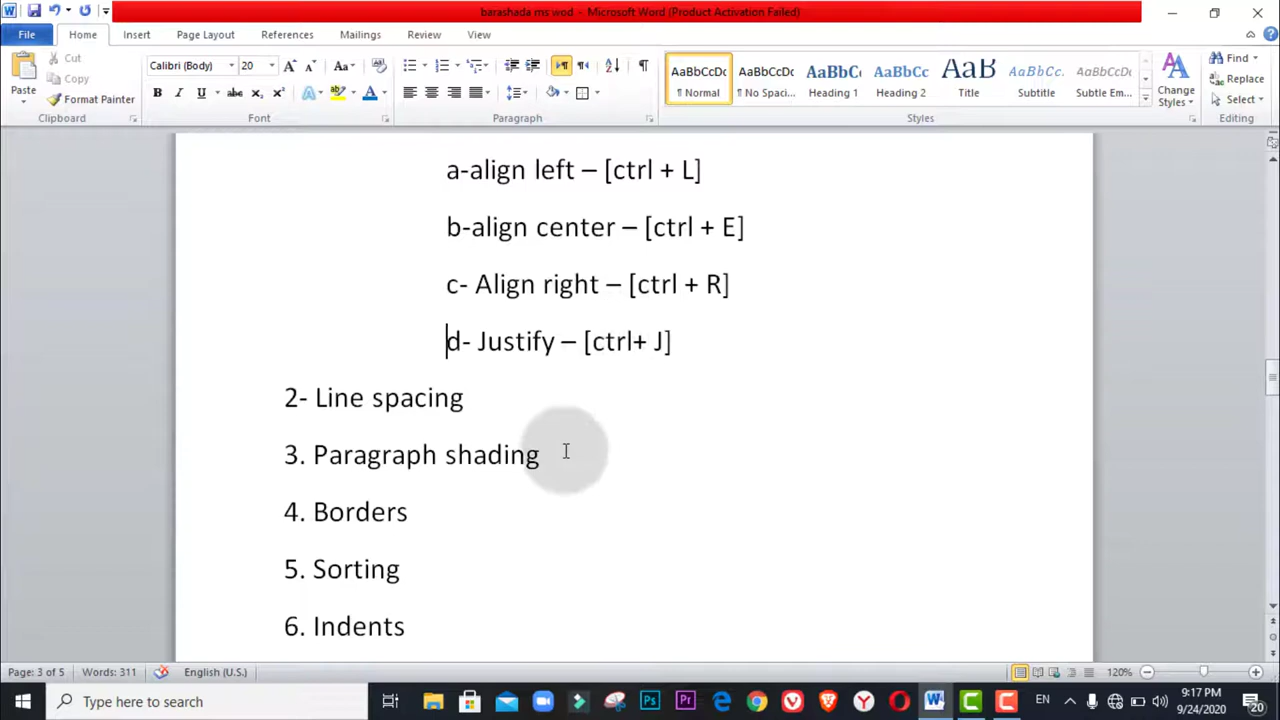 barashada ms wod - Microsoft Word (Product Activation Failed)
File Home Insert Page Layout References Mailings Review View
Cut
Copy
Format Painter
Paste
Clipboard
Calibri (Body) 20
Font
Paragraph
AaBbCcDc AaBbCcDc AaBbC AaBbCc AaB AaBbCc. AaBbCcDc
¶ Normal ¶ No Spaci... Heading 1 Heading 2 Title Subtitle Subtle Em...
Change Styles
Styles
Find
Replace
Select
Editing
a-align left – [ctrl + L]
b-align center – [ctrl + E]
c- Align right – [ctrl + R]
d- Justify – [ctrl+ J]
2- Line spacing
3. Paragraph shading
4. Borders
5. Sorting
6. Indents
Page: 3 of 5 Words: 311 English (U.S.) 120%
Type here to search
EN
9:17 PM
9/24/2020
20